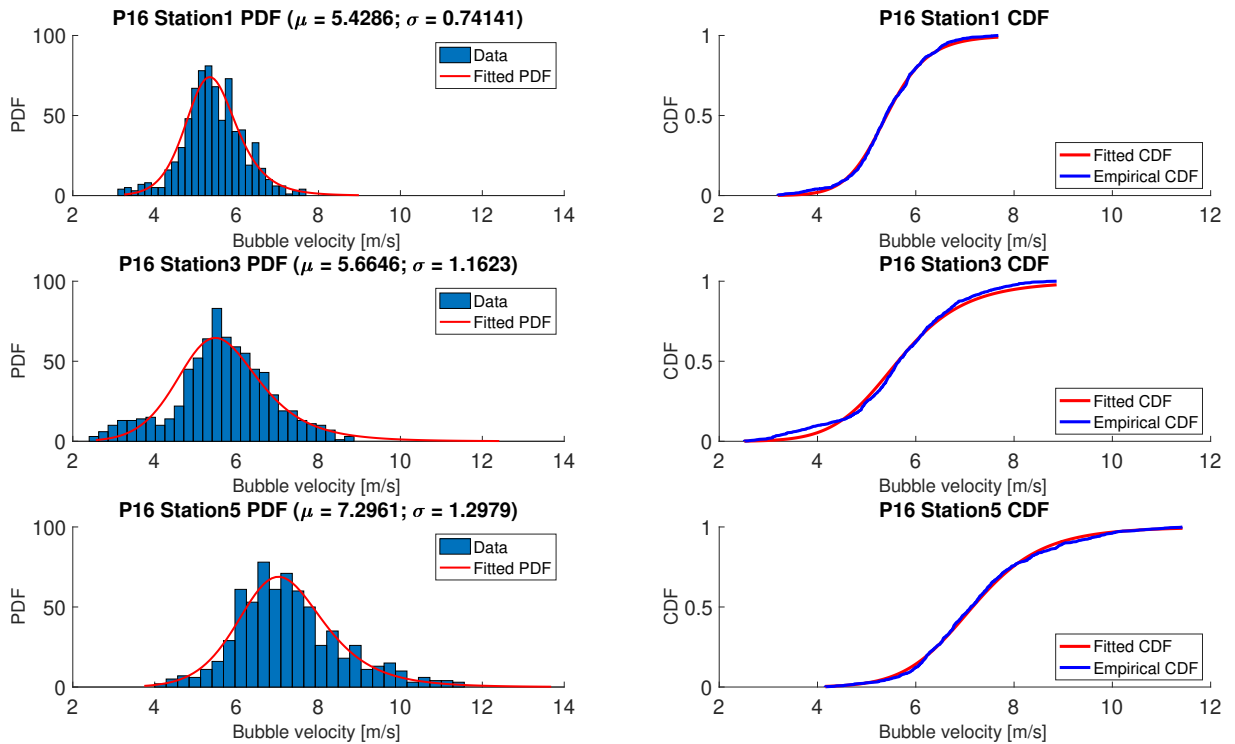 P16 Station1 PDF (μ = 5.4286; σ = 0.74141)
100
50
0
PDF
Data
Fitted PDF
2 4 6 8 10 12 14
Bubble velocity [m/s]
P16 Station1 CDF
1
0.5
0
CDF
Fitted CDF
Empirical CDF
2 4 6 8 10 12
Bubble velocity [m/s]
P16 Station3 PDF (μ = 5.6646; σ = 1.1623)
100
50
0
PDF
Data
Fitted PDF
2 4 6 8 10 12 14
Bubble velocity [m/s]
P16 Station3 CDF
1
0.5
0
CDF
Fitted CDF
Empirical CDF
2 4 6 8 10 12
Bubble velocity [m/s]
P16 Station5 PDF (μ = 7.2961; σ = 1.2979)
100
50
0
PDF
Data
Fitted PDF
2 4 6 8 10 12 14
Bubble velocity [m/s]
P16 Station5 CDF
1
0.5
0
CDF
Fitted CDF
Empirical CDF
2 4 6 8 10 12
Bubble velocity [m/s]